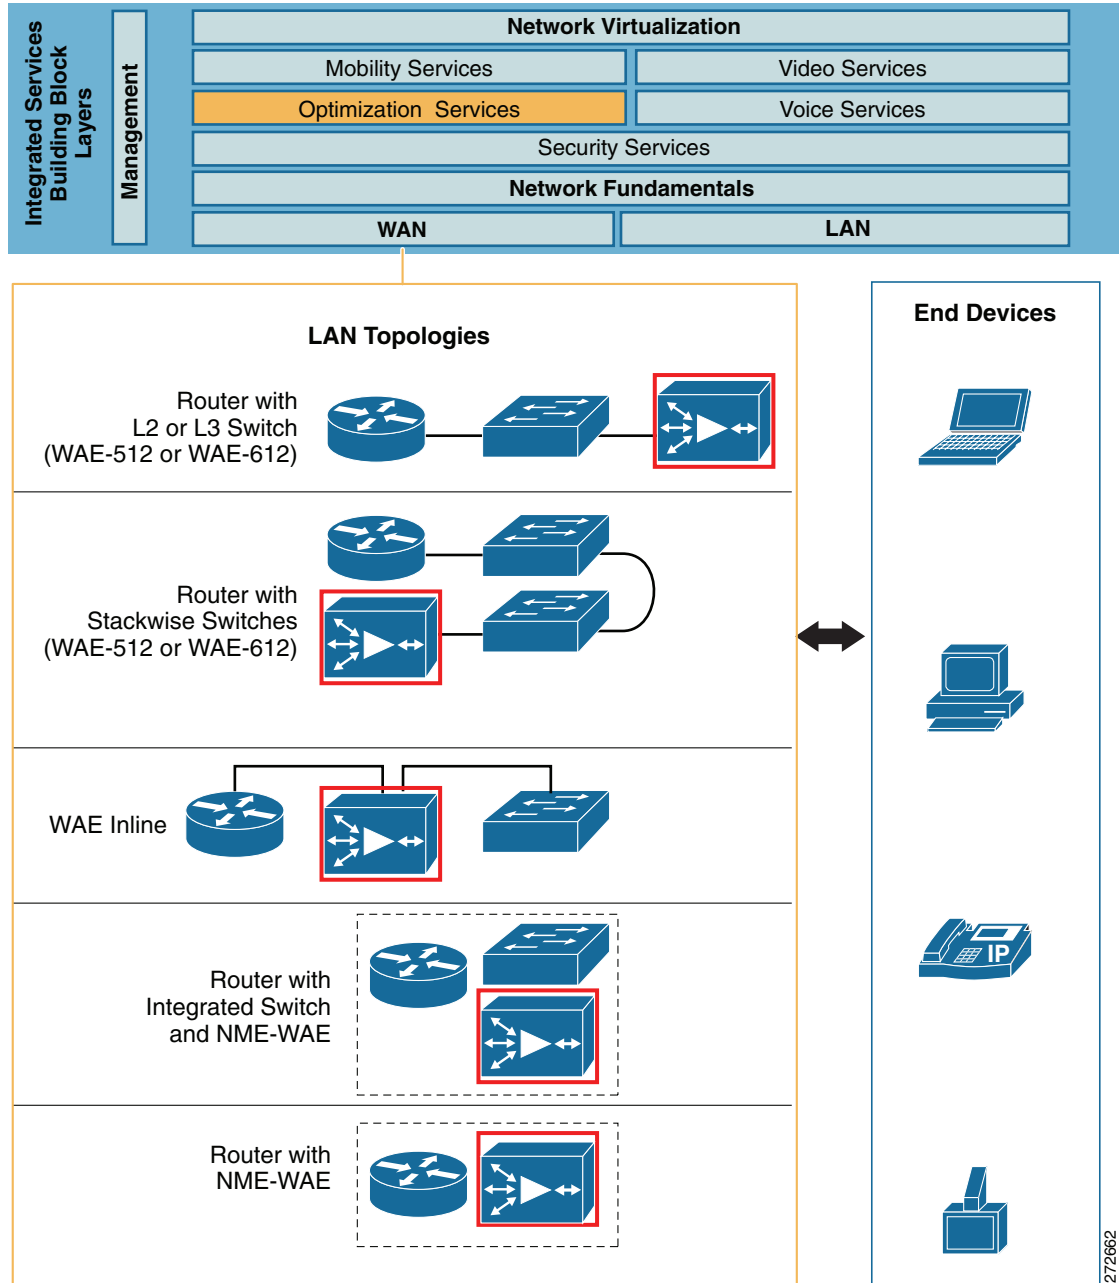 Integrated Services
Building Block
Layers
Management
Network Virtualization
Mobility Services
Video Services
Optimization Services
Voice Services
Security Services
Network Fundamentals
WAN
LAN
LAN Topologies
Router with
L2 or L3 Switch
(WAE-512 or WAE-612)
Router with
Stackwise Switches
(WAE-512 or WAE-612)
WAE Inline
Router with
Integrated Switch
and NME-WAE
Router with
NME-WAE
End Devices
IP
272662